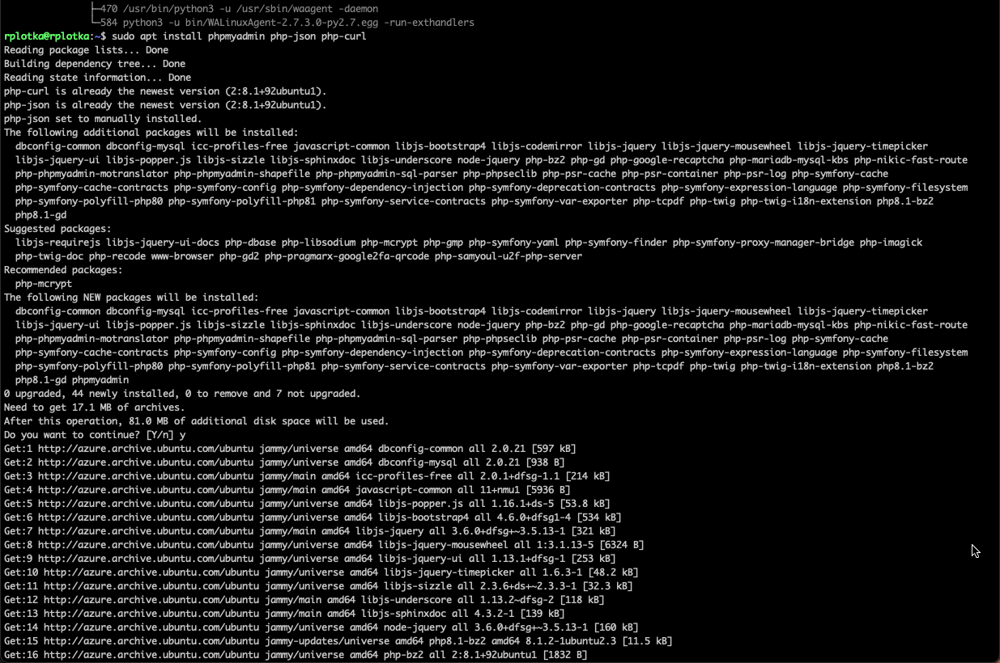 ├─470 /usr/bin/python3 -u /usr/sbin/waagent -daemon
└─584 python3 -u bin/WALinuxAgent-2.7.3.0-py2.7.egg -run-exthandlers
rplotka@rplotka:~$ sudo apt install phpmyadmin php-json php-curl
Reading package lists... Done
Building dependency tree... Done
Reading state information... Done
php-curl is already the newest version (2:8.1+92ubuntu1).
php-json is already the newest version (2:8.1+92ubuntu1).
php-json set to manually installed.
The following additional packages will be installed:
  dbconfig-common dbconfig-mysql icc-profiles-free javascript-common libjs-bootstrap4 libjs-codemirror libjs-jquery libjs-jquery-mousewheel libjs-jquery-timepicker
  libjs-jquery-ui libjs-popper.js libjs-sizzle libjs-sphinxdoc libjs-underscore node-jquery php-bz2 php-gd php-google-recaptcha php-mariadb-mysql-kbs php-nikic-fast-route
  php-phpmyadmin-motranslator php-phpmyadmin-shapefile php-phpmyadmin-sql-parser php-phpseclib php-psr-cache php-psr-container php-psr-log php-symfony-cache
  php-symfony-cache-contracts php-symfony-config php-symfony-dependency-injection php-symfony-deprecation-contracts php-symfony-expression-language php-symfony-filesystem
  php-symfony-polyfill-php80 php-symfony-polyfill-php81 php-symfony-service-contracts php-symfony-var-exporter php-tcpdf php-twig php-twig-i18n-extension php8.1-bz2
  php8.1-gd
Suggested packages:
  libjs-requirejs libjs-jquery-ui-docs php-dbase php-libsodium php-mcrypt php-gmp php-symfony-yaml php-symfony-finder php-symfony-proxy-manager-bridge php-imagick
  php-twig-doc php-recode www-browser php-gd2 php-pragmarx-google2fa-qrcode php-samyoul-u2f-php-server
Recommended packages:
  php-mcrypt
The following NEW packages will be installed:
  dbconfig-common dbconfig-mysql icc-profiles-free javascript-common libjs-bootstrap4 libjs-codemirror libjs-jquery libjs-jquery-mousewheel libjs-jquery-timepicker
  libjs-jquery-ui libjs-popper.js libjs-sizzle libjs-sphinxdoc libjs-underscore node-jquery php-bz2 php-gd php-google-recaptcha php-mariadb-mysql-kbs php-nikic-fast-route
  php-phpmyadmin-motranslator php-phpmyadmin-shapefile php-phpmyadmin-sql-parser php-phpseclib php-psr-cache php-psr-container php-psr-log php-symfony-cache
  php-symfony-cache-contracts php-symfony-config php-symfony-dependency-injection php-symfony-deprecation-contracts php-symfony-expression-language php-symfony-filesystem
  php-symfony-polyfill-php80 php-symfony-polyfill-php81 php-symfony-service-contracts php-symfony-var-exporter php-tcpdf php-twig php-twig-i18n-extension php8.1-bz2
  php8.1-gd phpmyadmin
0 upgraded, 44 newly installed, 0 to remove and 7 not upgraded.
Need to get 17.1 MB of archives.
After this operation, 81.0 MB of additional disk space will be used.
Do you want to continue? [Y/n] y
Get:1 http://azure.archive.ubuntu.com/ubuntu jammy/universe amd64 dbconfig-common all 2.0.21 [597 kB]
Get:2 http://azure.archive.ubuntu.com/ubuntu jammy/universe amd64 dbconfig-mysql all 2.0.21 [938 B]
Get:3 http://azure.archive.ubuntu.com/ubuntu jammy/main amd64 icc-profiles-free all 2.0.1+dfsg-1.1 [214 kB]
Get:4 http://azure.archive.ubuntu.com/ubuntu jammy/main amd64 javascript-common all 11+nmu1 [5936 B]
Get:5 http://azure.archive.ubuntu.com/ubuntu jammy/universe amd64 libjs-popper.js all 1.16.1+ds-5 [53.8 kB]
Get:6 http://azure.archive.ubuntu.com/ubuntu jammy/universe amd64 libjs-bootstrap4 all 4.6.0+dfsg1-4 [534 kB]
Get:7 http://azure.archive.ubuntu.com/ubuntu jammy/main amd64 libjs-jquery all 3.6.0+dfsg+~3.5.13-1 [321 kB]
Get:8 http://azure.archive.ubuntu.com/ubuntu jammy/universe amd64 libjs-jquery-mousewheel all 1:3.1.13-5 [6324 B]
Get:9 http://azure.archive.ubuntu.com/ubuntu jammy/universe amd64 libjs-jquery-ui all 1.13.1+dfsg-1 [253 kB]
Get:10 http://azure.archive.ubuntu.com/ubuntu jammy/universe amd64 libjs-jquery-timepicker all 1.6.3-1 [48.2 kB]
Get:11 http://azure.archive.ubuntu.com/ubuntu jammy/universe amd64 libjs-sizzle all 2.3.6+ds+~2.3.3-1 [32.3 kB]
Get:12 http://azure.archive.ubuntu.com/ubuntu jammy/main amd64 libjs-underscore all 1.13.2~dfsg-2 [118 kB]
Get:13 http://azure.archive.ubuntu.com/ubuntu jammy/main amd64 libjs-sphinxdoc all 4.3.2-1 [139 kB]
Get:14 http://azure.archive.ubuntu.com/ubuntu jammy/universe amd64 node-jquery all 3.6.0+dfsg+~3.5.13-1 [160 kB]
Get:15 http://azure.archive.ubuntu.com/ubuntu jammy-updates/universe amd64 php8.1-bz2 amd64 8.1.2-1ubuntu2.3 [11.5 kB]
Get:16 http://azure.archive.ubuntu.com/ubuntu jammy/universe amd64 php-bz2 all 2:8.1+92ubuntu1 [1832 B]